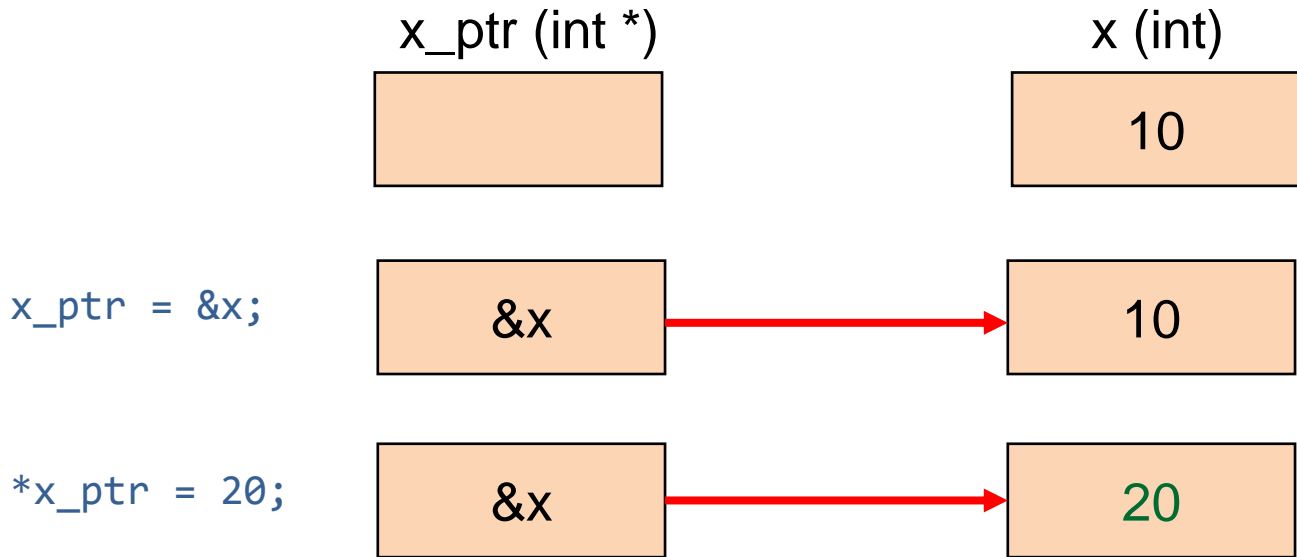 x_ptr (int *) x (int)
10
x_ptr = &x; &x 10
*x_ptr = 20; &x 20